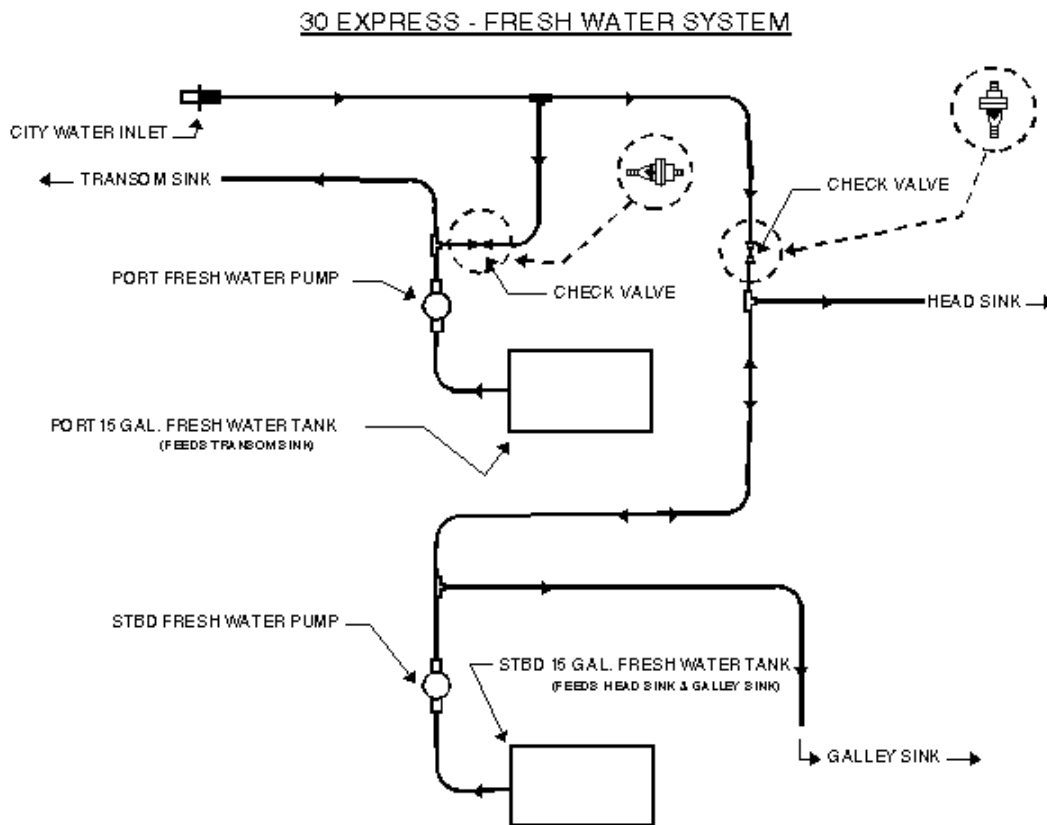 30 EXPRESS - FRESH WATER SYSTEM
CITY WATER INLET
TRANSOM SINK
CHECK VALVE
PORT FRESH WATER PUMP
CHECK VALVE
HEAD SINK
PORT 15 GAL. FRESH WATER TANK
(FEEDS TRANSOM SINK)
STBD FRESH WATER PUMP
STBD 15 GAL. FRESH WATER TANK
(FEEDS HEAD SINK & GALLEY SINK)
GALLEY SINK